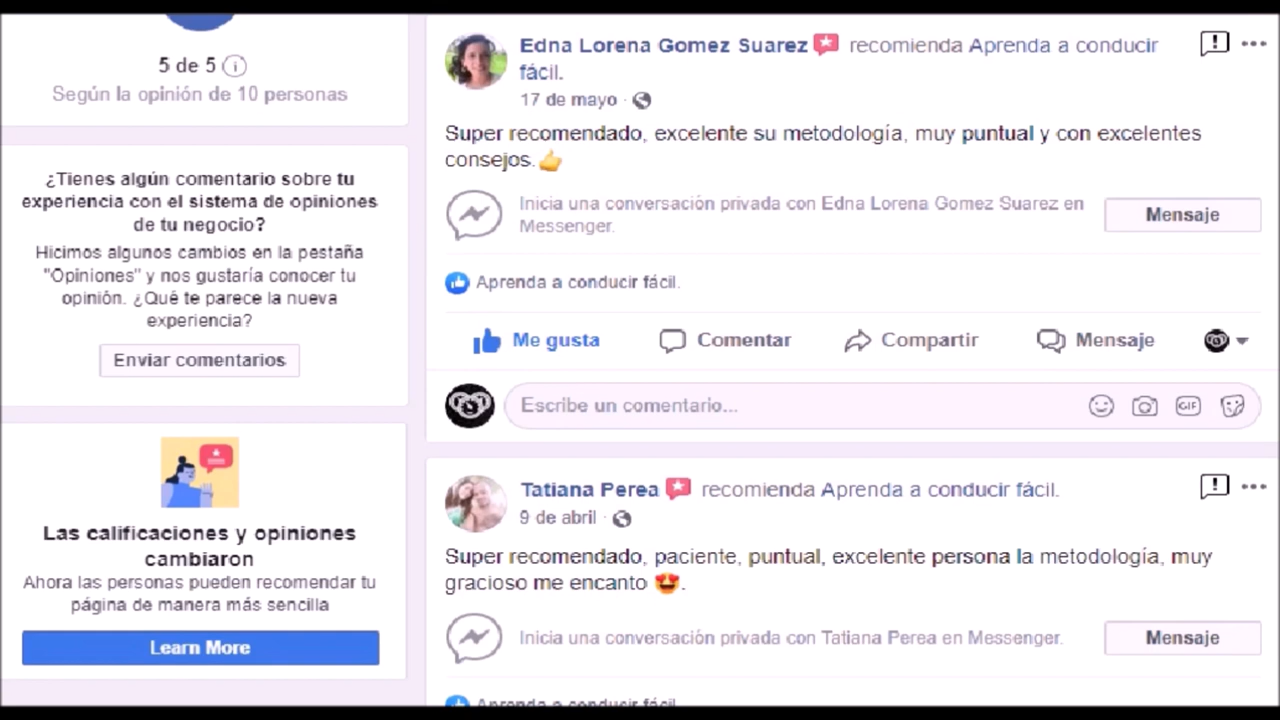 5 de 5
Según la opinión de 10 personas
¿Tienes algún comentario sobre tu
experiencia con el sistema de opiniones
de tu negocio?
Hicimos algunos cambios en la pestaña
"Opiniones" y nos gustaría conocer tu
opinión. ¿Qué te parece la nueva
experiencia?
Enviar comentarios
Las calificaciones y opiniones
cambiaron
Ahora las personas pueden recomendar tu
página de manera más sencilla
Learn More
Edna Lorena Gomez Suarez recomienda Aprenda a conducir
fácil.
17 de mayo ·
Super recomendado, excelente su metodología, muy puntual y con excelentes
consejos.👍
Inicia una conversación privada con Edna Lorena Gomez Suarez en
Messenger.
Mensaje
Aprenda a conducir fácil.
Me gusta
Comentar
Compartir
Mensaje
Escribe un comentario...
GIF
Tatiana Perea recomienda Aprenda a conducir fácil.
9 de abril ·
Super recomendado, paciente, puntual, excelente persona la metodología, muy
gracioso me encanto 😍.
Inicia una conversación privada con Tatiana Perea en Messenger.
Mensaje
Aprenda a conducir fácil.